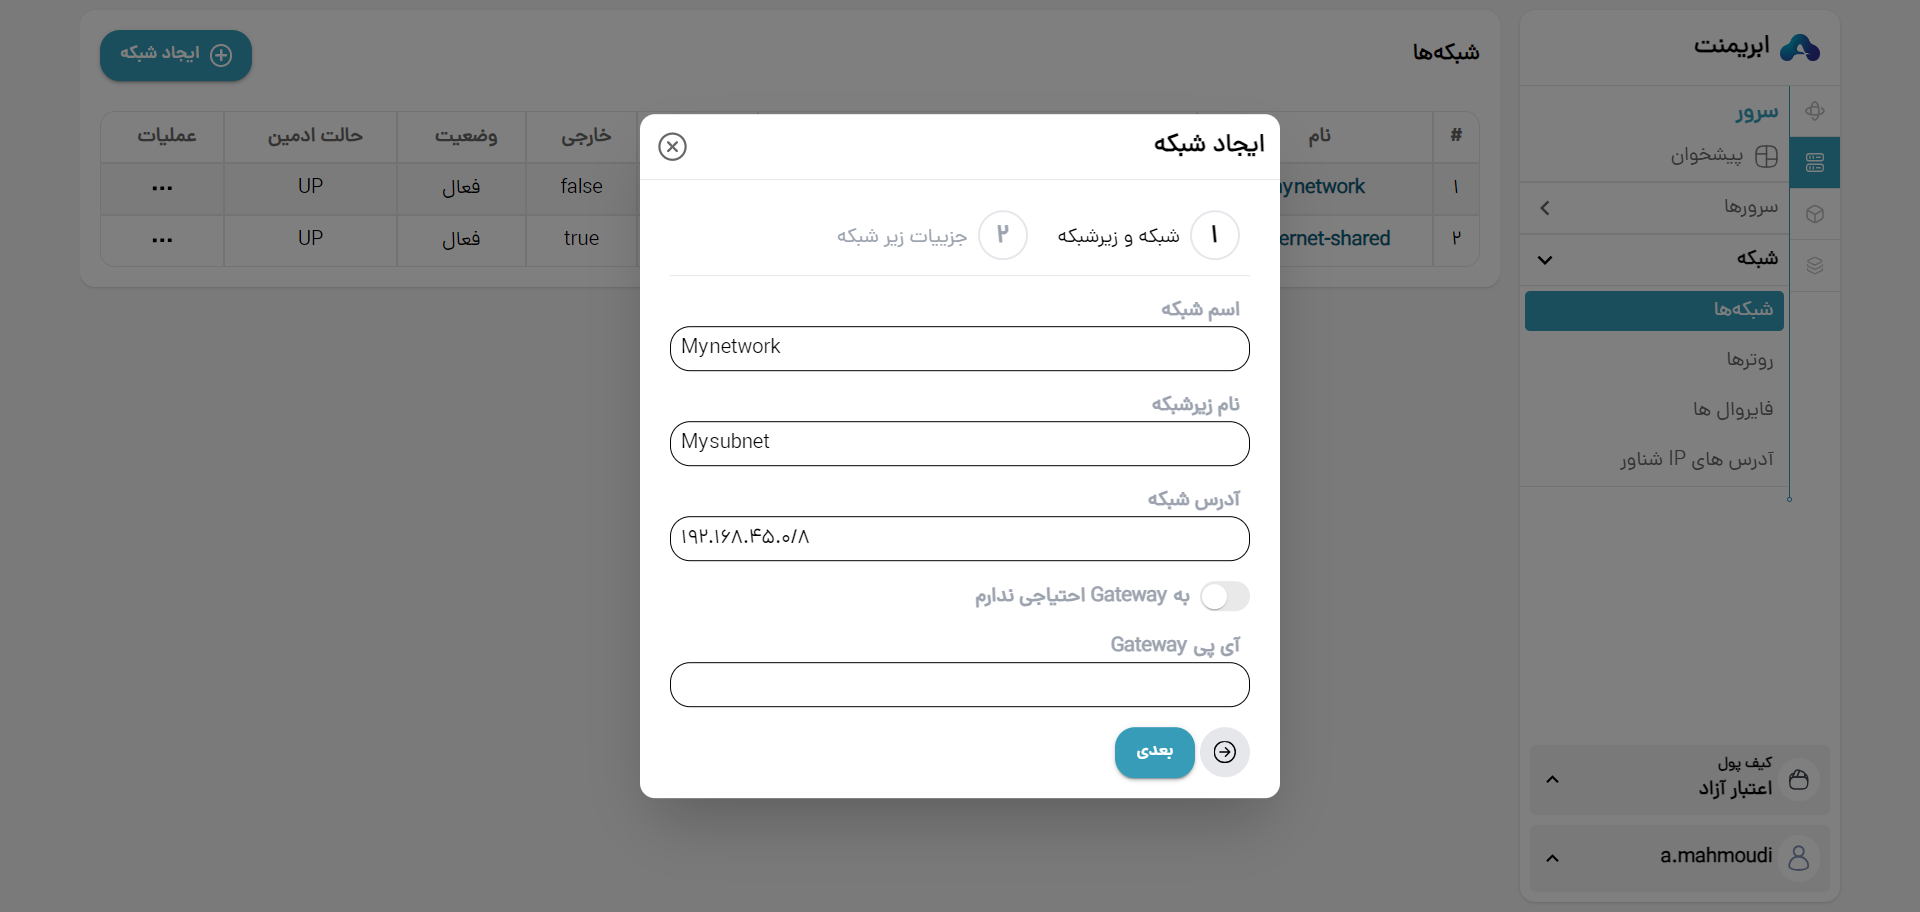 ابریمنت
سرور
پیشخوان
سرورها
شبکه
شبکه‌ها
روترها
فایروال ها
آدرس های IP شناور
کیف پول
اعتبار آزاد
a.mahmoudi
شبکه‌ها
ایجاد شبکه
# نام خارجی وضعیت حالت ادمین عملیات
۱ ynetwork false فعال UP ...
۲ ernet-shared true فعال UP ...
ایجاد شبکه
۱ شبکه و زیرشبکه ۲ جزییات زیر شبکه
اسم شبکه
Mynetwork
نام زیرشبکه
Mysubnet
آدرس شبکه
۱۹۲.۱۶۸.۴۵.۰/۸
به Gateway احتیاجی ندارم
آی پی Gateway
بعدی